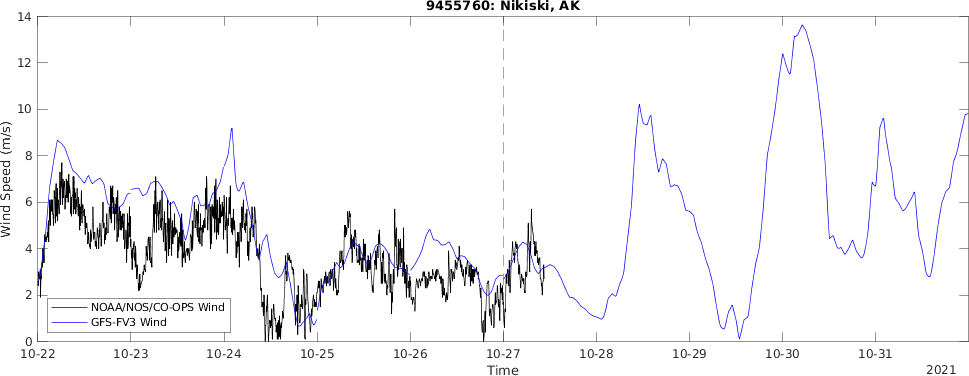 9455760: Nikiski, AK
Wind Speed (m/s)
14
12
10
8
6
4
2
0
NOAA/NOS/CO-OPS Wind
GFS-FV3 Wind
10-22 10-23 10-24 10-25 10-26 10-27 10-28 10-29 10-30 10-31
Time
2021